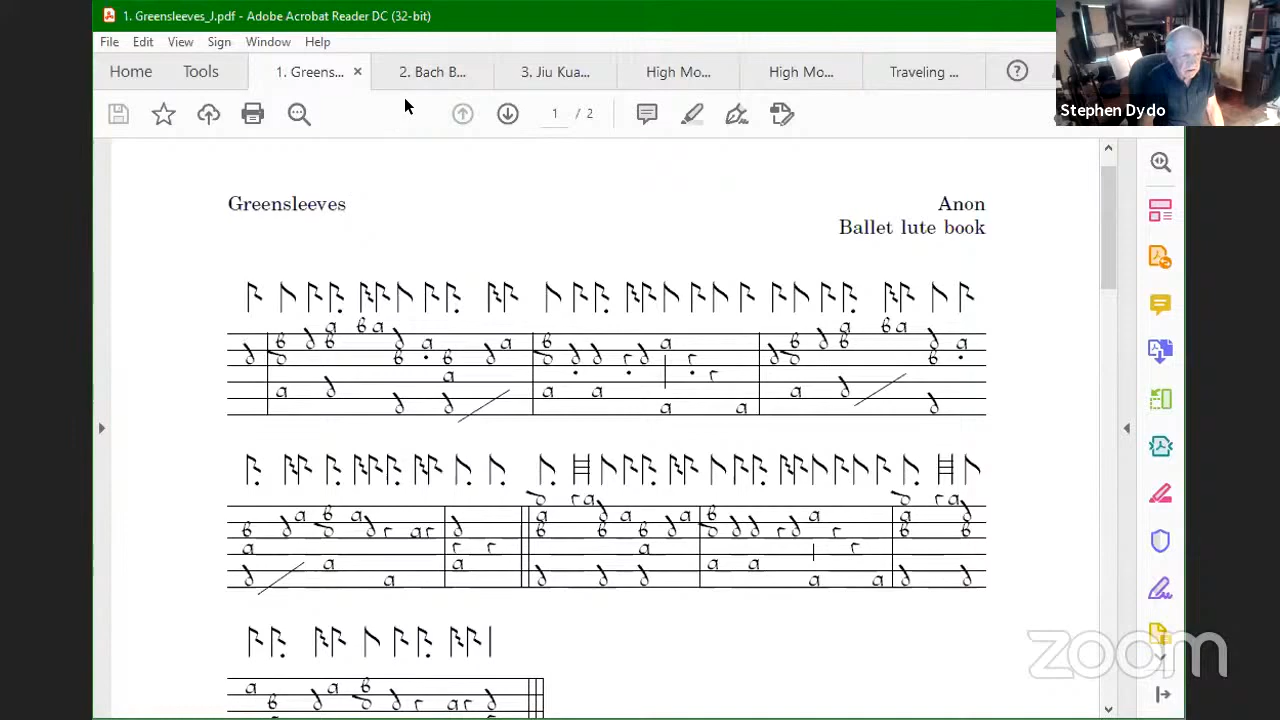 1. Greensleeves_J.pdf - Adobe Acrobat Reader DC (32-bit)
File Edit View Sign Window Help
Home Tools 1. Greens... × 2. Bach B... 3. Jiu Kua... High Mo... High Mo... Traveling ...
1 / 2
Stephen Dydo
Greensleeves Anon
Ballet lute book
zoom